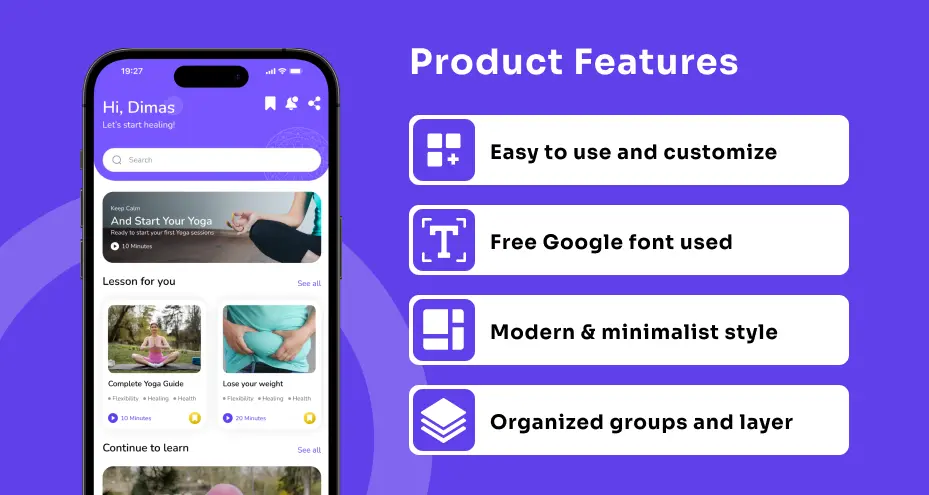 Product Features
Easy to use and customize
Free Google font used
Modern & minimalist style
Organized groups and layer
19:27
Hi, Dimas
Let's start healing!
Search
Keep Calm
And Start Your Yoga
Ready to start your first Yoga sessions
10 Minutes
Lesson for you
See all
Complete Yoga Guide
Flexibility Healing Health
10 Minutes
Lose your weight
Flexibility Healing Health
20 Minutes
Continue to learn
See all